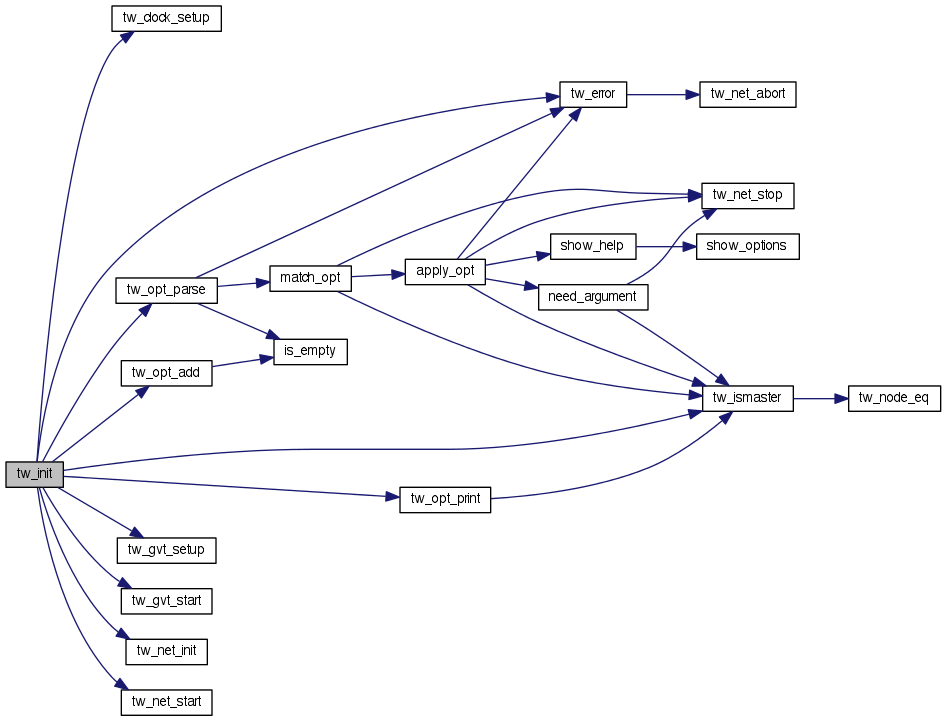 tw_clock_setup
tw_error
tw_net_abort
tw_net_stop
show_help
show_options
apply_opt
match_opt
tw_opt_parse
need_argument
is_empty
tw_opt_add
tw_ismaster
tw_node_eq
tw_init
tw_opt_print
tw_gvt_setup
tw_gvt_start
tw_net_init
tw_net_start